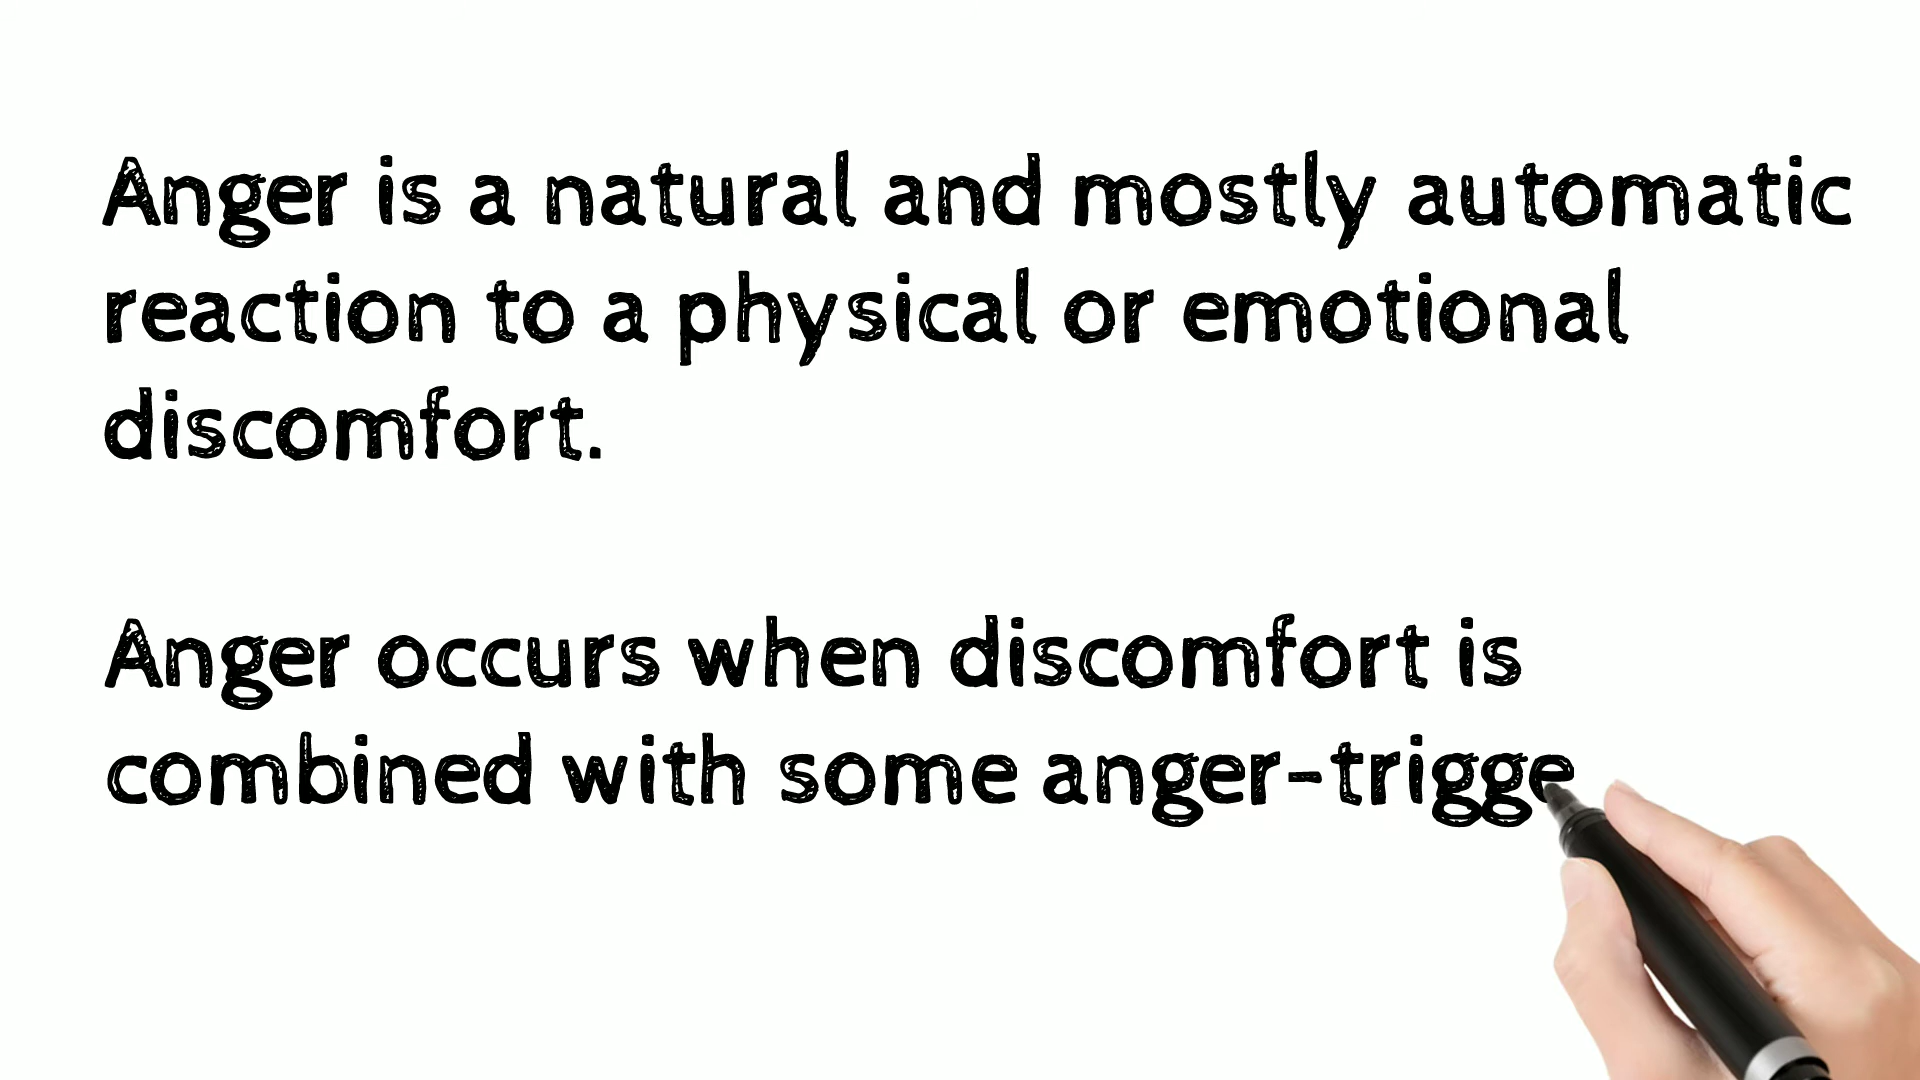 Anger is a natural and mostly automatic
reaction to a physical or emotional
discomfort.
Anger occurs when discomfort is
combined with some anger-trigge